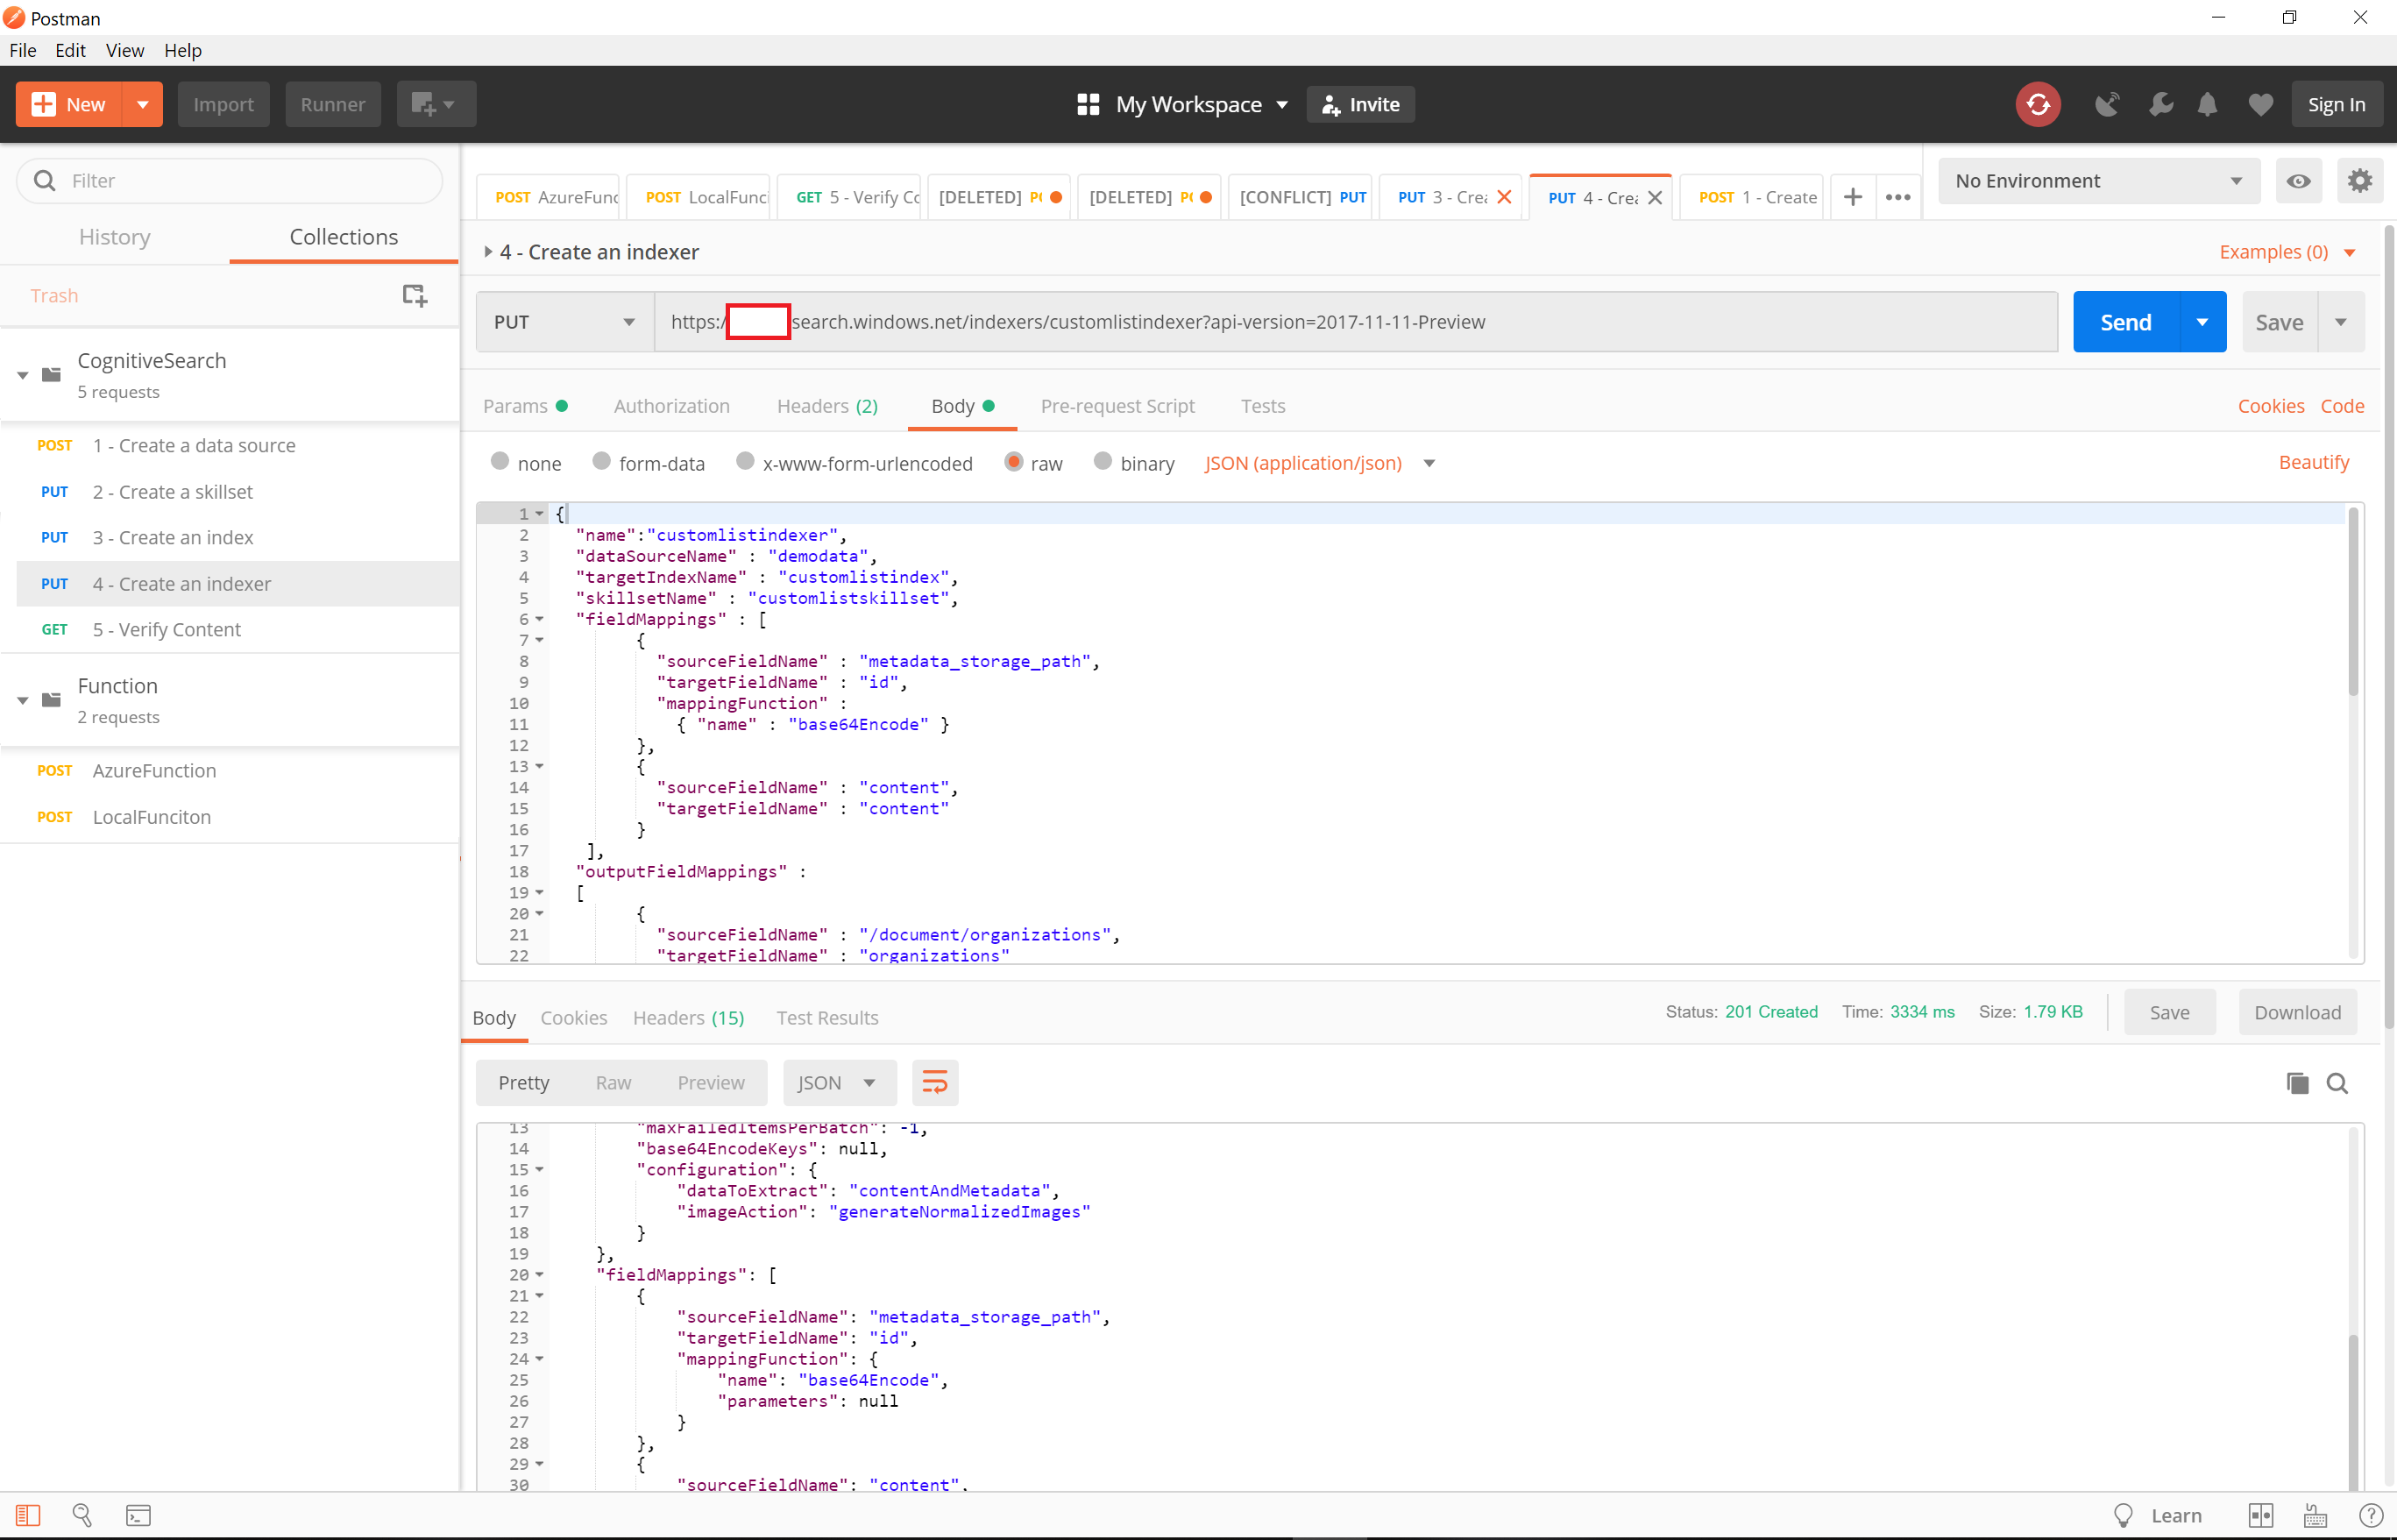 Postman
File Edit View Help
New Import Runner My Workspace Invite Sign In
Filter
History Collections
Trash
CognitiveSearch
5 requests
POST 1 - Create a data source
PUT 2 - Create a skillset
PUT 3 - Create an index
PUT 4 - Create an indexer
GET 5 - Verify Content
Function
2 requests
POST AzureFunction
POST LocalFunciton
POST AzureFunc POST LocalFunci GET 5 - Verify Co [DELETED] PO [DELETED] PO [CONFLICT] PUT PUT 3 - Crea PUT 4 - Crea POST 1 - Create
No Environment
4 - Create an indexer Examples (0)
PUT https:/ search.windows.net/indexers/customlistindexer?api-version=2017-11-11-Preview Send Save
Params Authorization Headers (2) Body Pre-request Script Tests Cookies Code
none form-data x-www-form-urlencoded raw binary JSON (application/json) Beautify
1 {
2 "name":"customlistindexer",
3 "dataSourceName" : "demodata",
4 "targetIndexName" : "customlistindex",
5 "skillsetName" : "customlistskillset",
6 "fieldMappings" : [
7 {
8 "sourceFieldName" : "metadata_storage_path",
9 "targetFieldName" : "id",
10 "mappingFunction" :
11 { "name" : "base64Encode" }
12 },
13 {
14 "sourceFieldName" : "content",
15 "targetFieldName" : "content"
16 }
17 ],
18 "outputFieldMappings" :
19 [
20 {
21 "sourceFieldName" : "/document/organizations",
22 "targetFieldName" : "organizations"
Body Cookies Headers (15) Test Results Status: 201 Created Time: 3334 ms Size: 1.79 KB Save Download
Pretty Raw Preview JSON
13 "maxFailedItemsPerBatch": -1,
14 "base64EncodeKeys": null,
15 "configuration": {
16 "dataToExtract": "contentAndMetadata",
17 "imageAction": "generateNormalizedImages"
18 }
19 },
20 "fieldMappings": [
21 {
22 "sourceFieldName": "metadata_storage_path",
23 "targetFieldName": "id",
24 "mappingFunction": {
25 "name": "base64Encode",
26 "parameters": null
27 }
28 },
29 {
30 "sourceFieldName": "content",
Learn